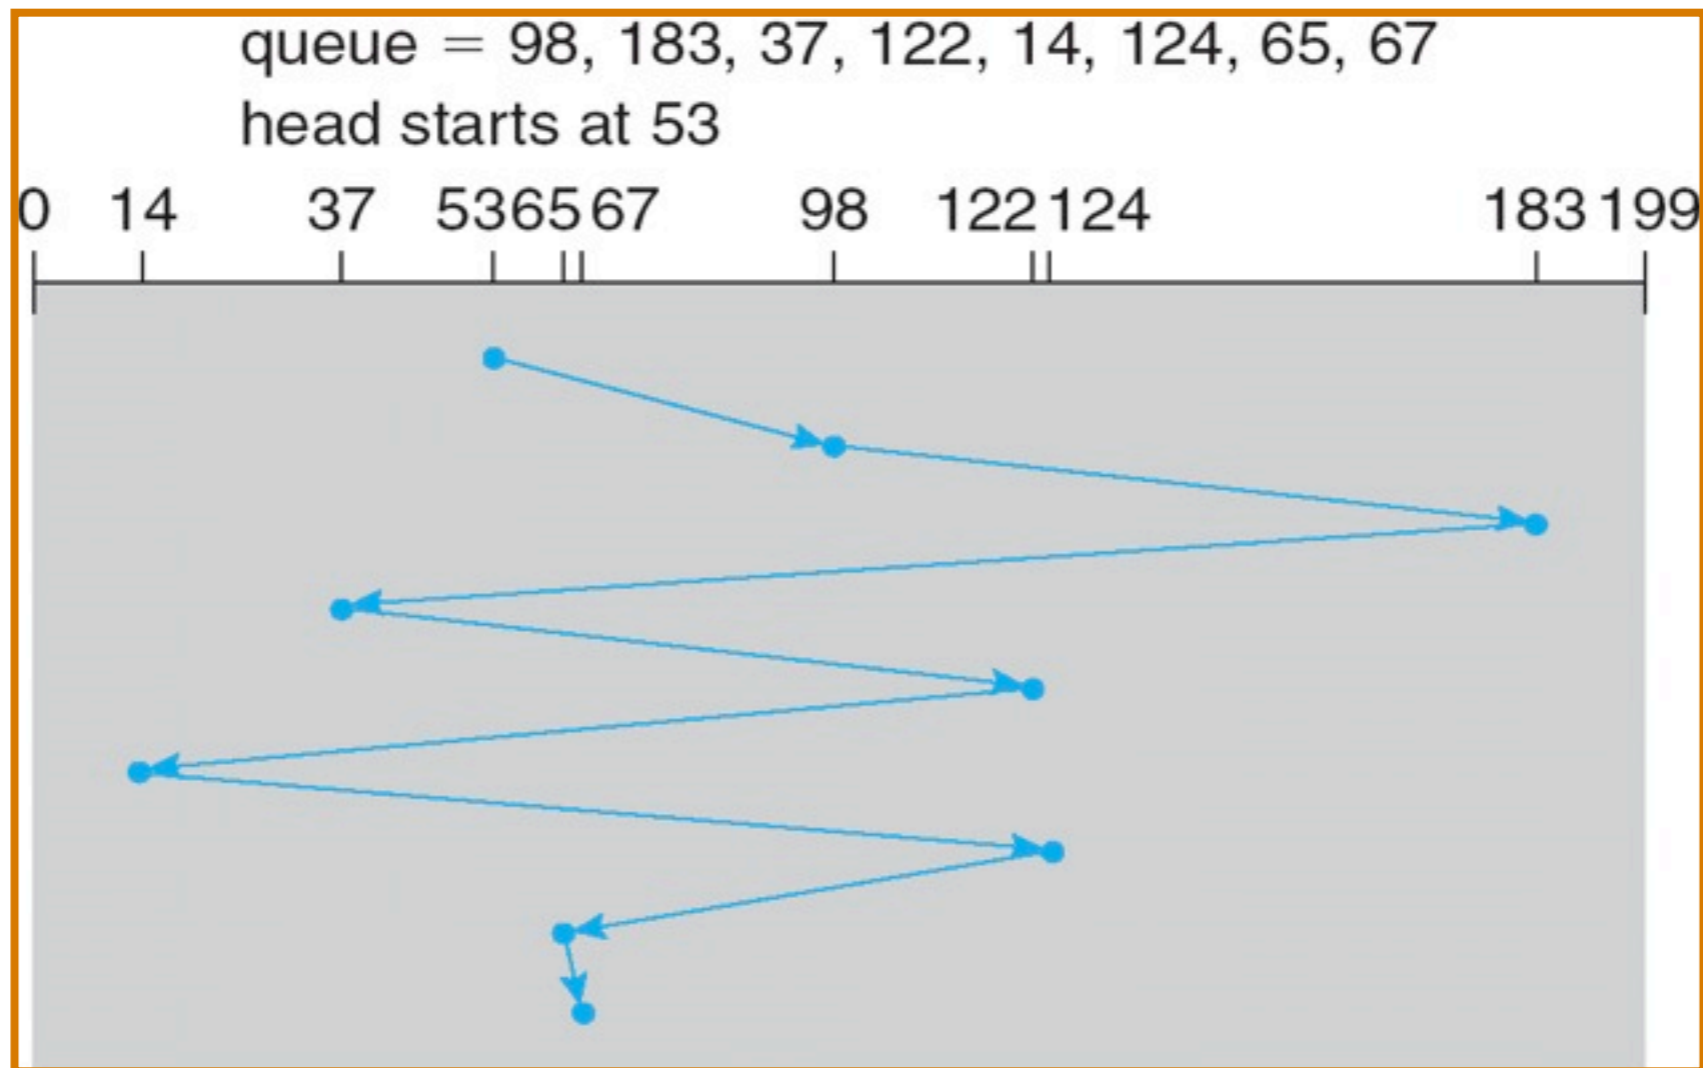 queue = 98, 183, 37, 122, 14, 124, 65, 67
head starts at 53
0 14 37 53 65 67 98 122 124 183 199